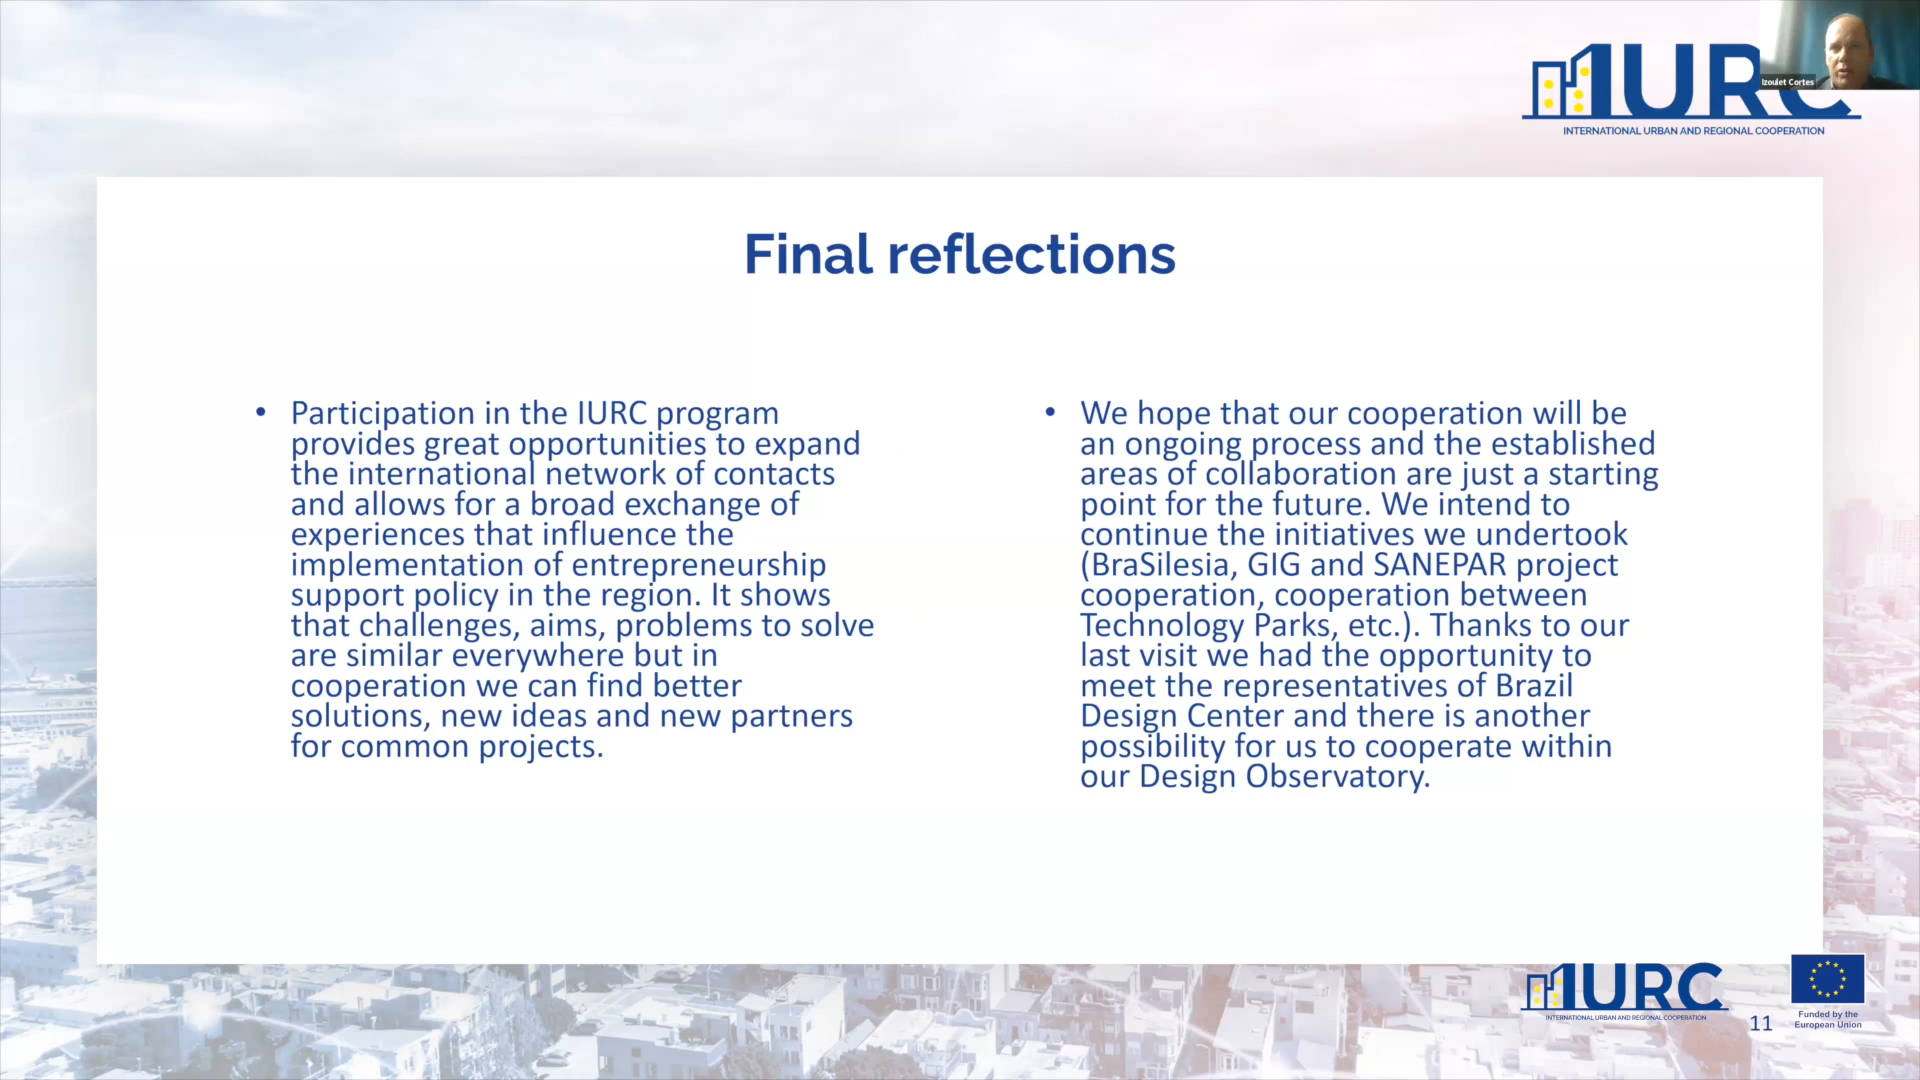 IURC
INTERNATIONAL URBAN AND REGIONAL COOPERATION
Izoulet Cortes
Final reflections
• Participation in the IURC program
provides great opportunities to expand
the international network of contacts
and allows for a broad exchange of
experiences that influence the
implementation of entrepreneurship
support policy in the region. It shows
that challenges, aims, problems to solve
are similar everywhere but in
cooperation we can find better
solutions, new ideas and new partners
for common projects.
• We hope that our cooperation will be
an ongoing process and the established
areas of collaboration are just a starting
point for the future. We intend to
continue the initiatives we undertook
(BraSilesia, GIG and SANEPAR project
cooperation, cooperation between
Technology Parks, etc.). Thanks to our
last visit we had the opportunity to
meet the representatives of Brazil
Design Center and there is another
possibility for us to cooperate within
our Design Observatory.
IURC
INTERNATIONAL URBAN AND REGIONAL COOPERATION
11
Funded by the
European Union